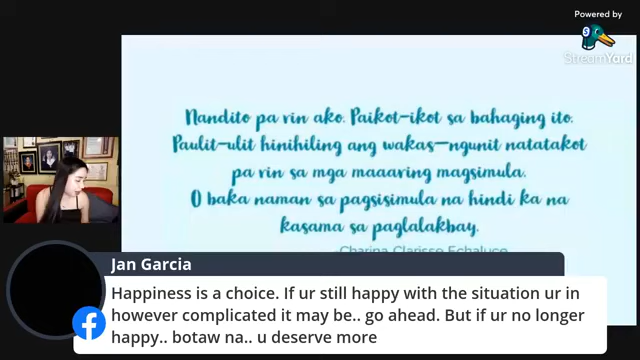 Powered by
StreamYard
Nandito pa rin ako. Paikot-ikot sa bahaging ito.
Paulit-ulit hinihiling ang wakas—ngunit natatakot
pa rin sa mga maaaring magsimula.
O baka naman sa pagsisimula na hindi ka na
kasama sa paglalakbay.
-Charina Clarisse Echaluce
Jan Garcia
Happiness is a choice. If ur still happy with the situation ur in
however complicated it may be.. go ahead. But if ur no longer
happy.. botaw na.. u deserve more